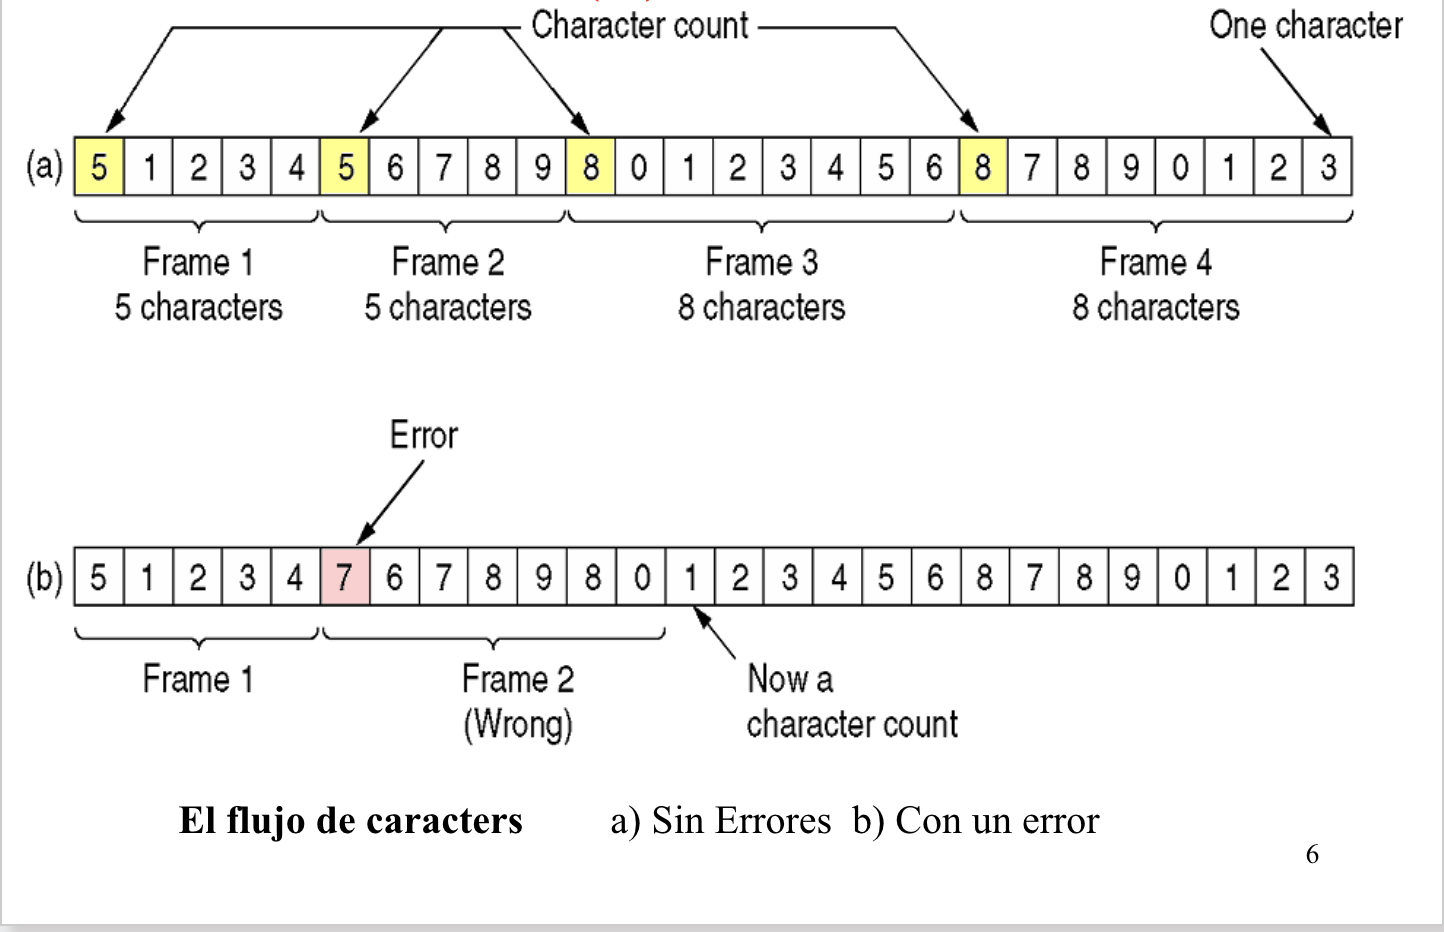 Character count
One character
(a) 5 1 2 3 4 5 6 7 8 9 8 0 1 2 3 4 5 6 8 7 8 9 0 1 2 3
Frame 1
5 characters
Frame 2
5 characters
Frame 3
8 characters
Frame 4
8 characters
Error
(b) 5 1 2 3 4 7 6 7 8 9 8 0 1 2 3 4 5 6 8 7 8 9 0 1 2 3
Frame 1
Frame 2
(Wrong)
Now a
character count
El flujo de caracters a) Sin Errores b) Con un error
6